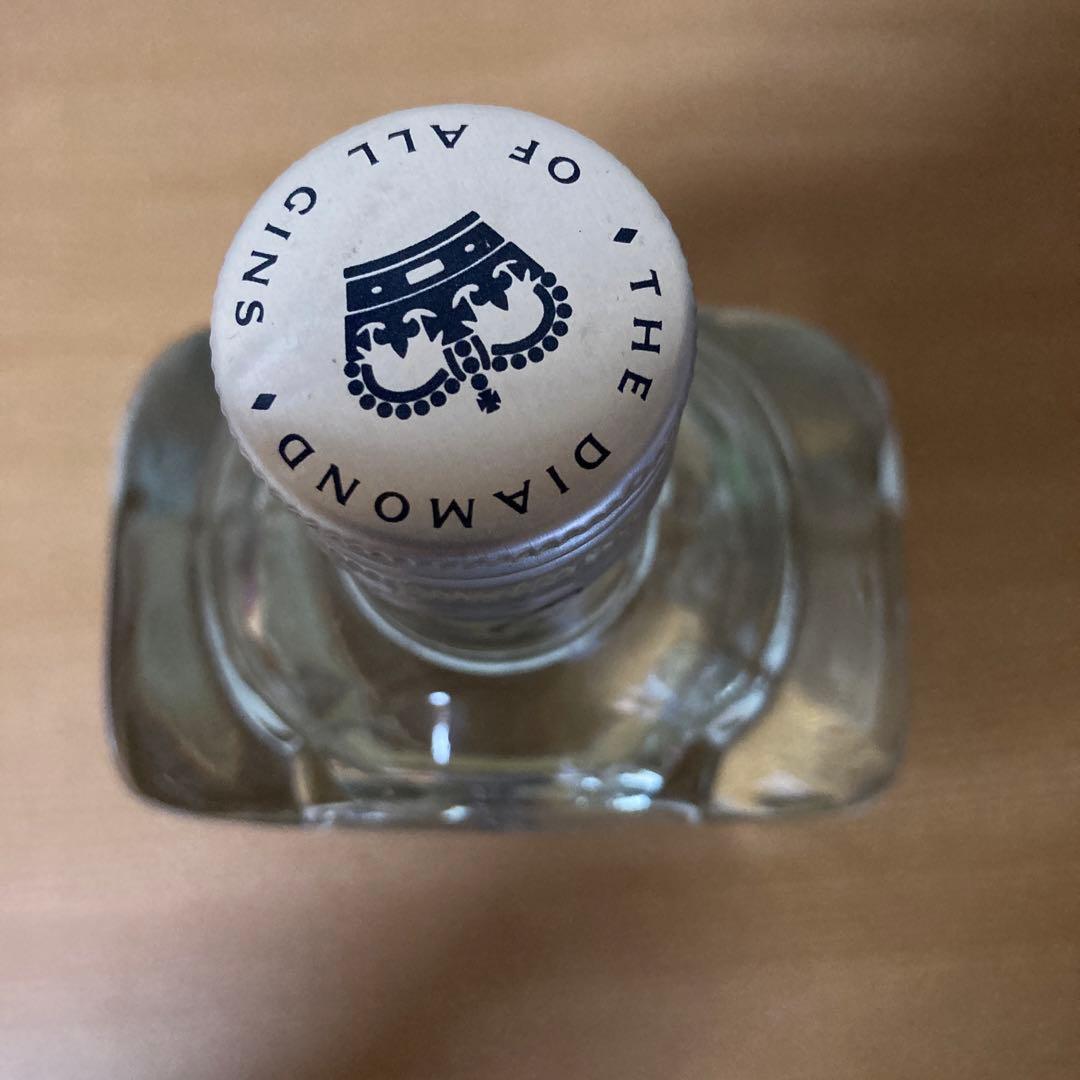 ♦ THE DIAMOND ♦ OF ALL GINS